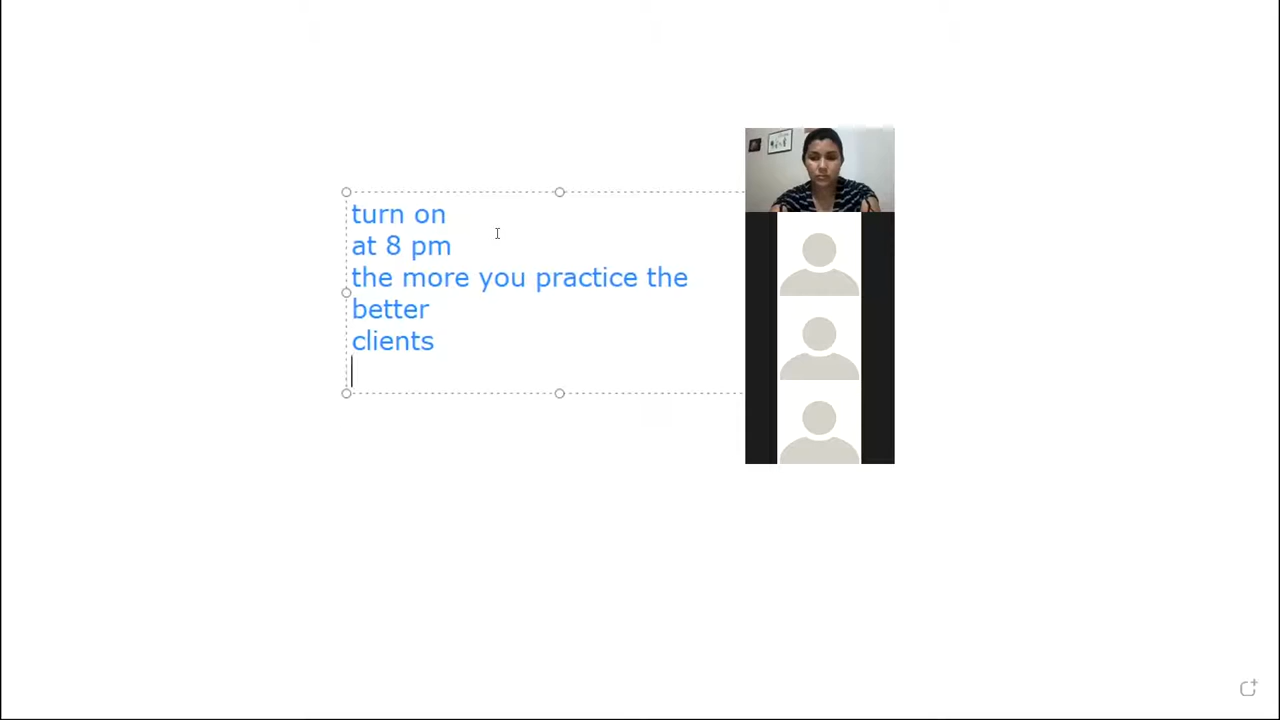 turn on
at 8 pm
the more you practice the
better
clients